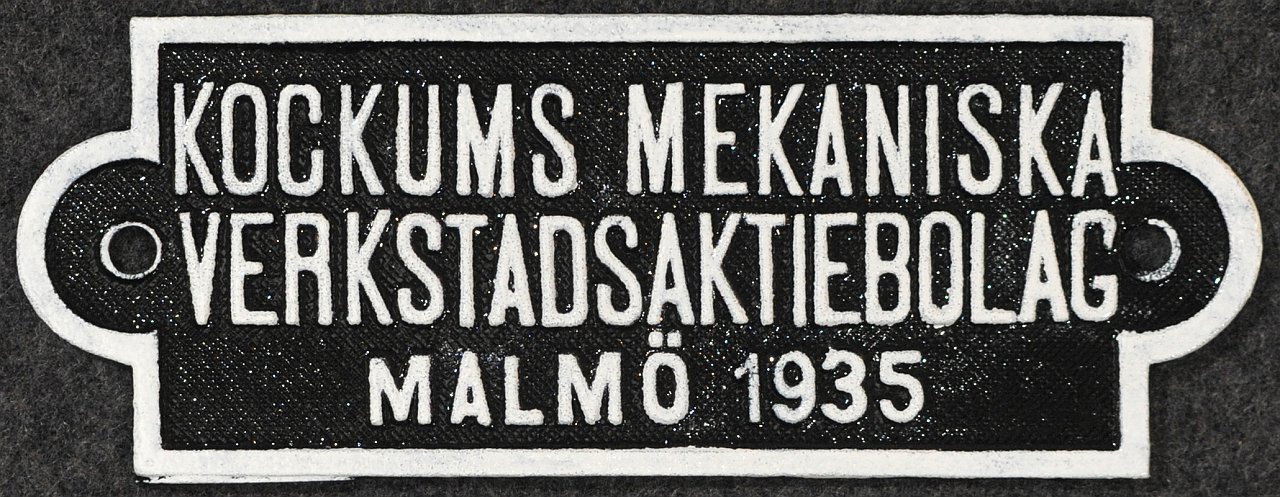 KOCKUMS MEKANISKA
VERKSTADSAKTIEBOLAG
MALMÖ 1935